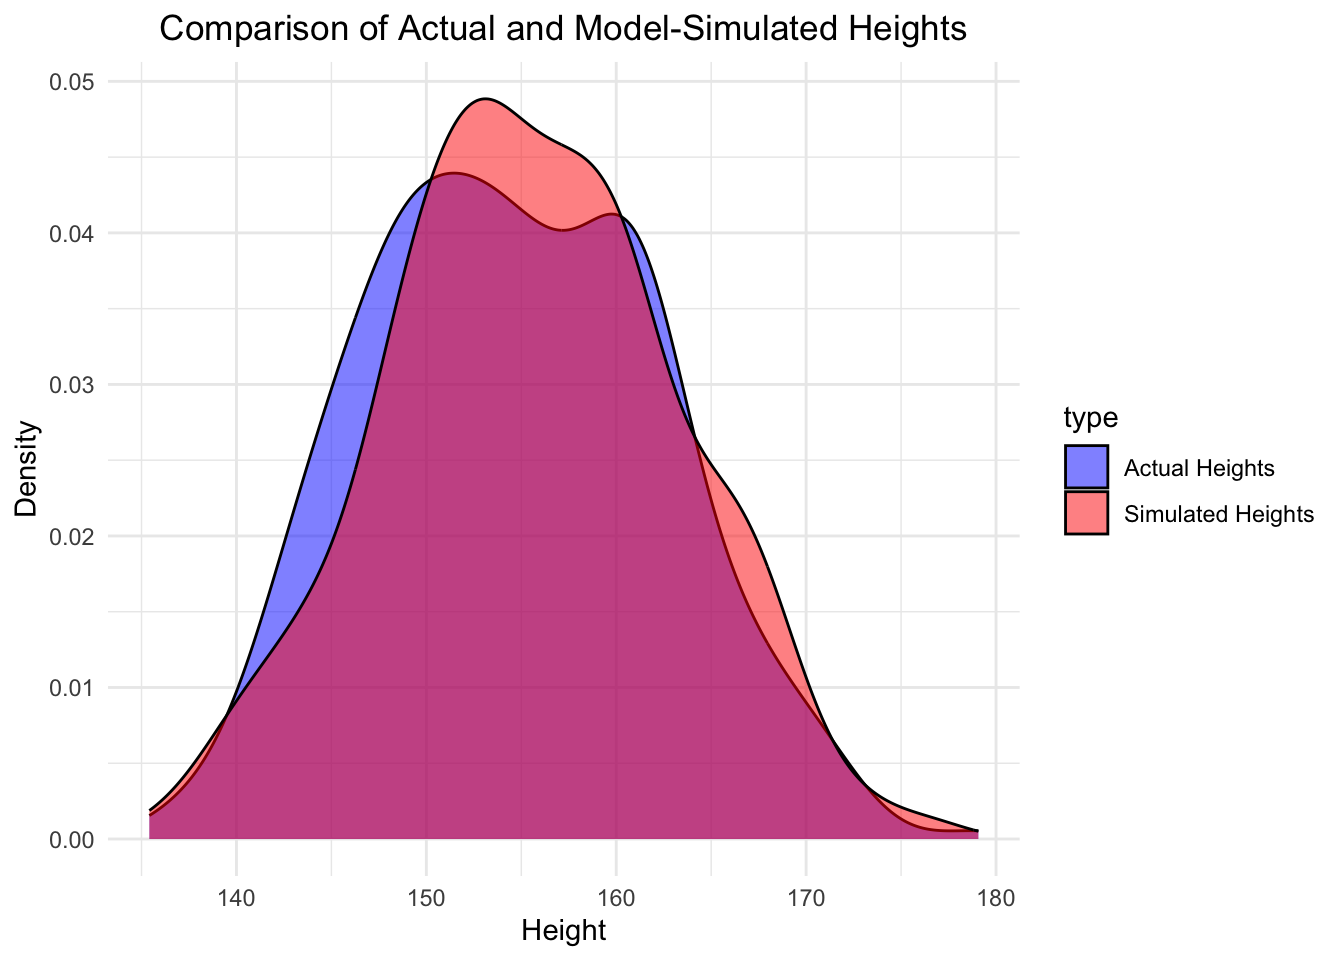 Comparison of Actual and Model-Simulated Heights
0.05
0.04
0.03
0.02
0.01
0.00
Density
140 150 160 170 180
Height
type
Actual Heights
Simulated Heights